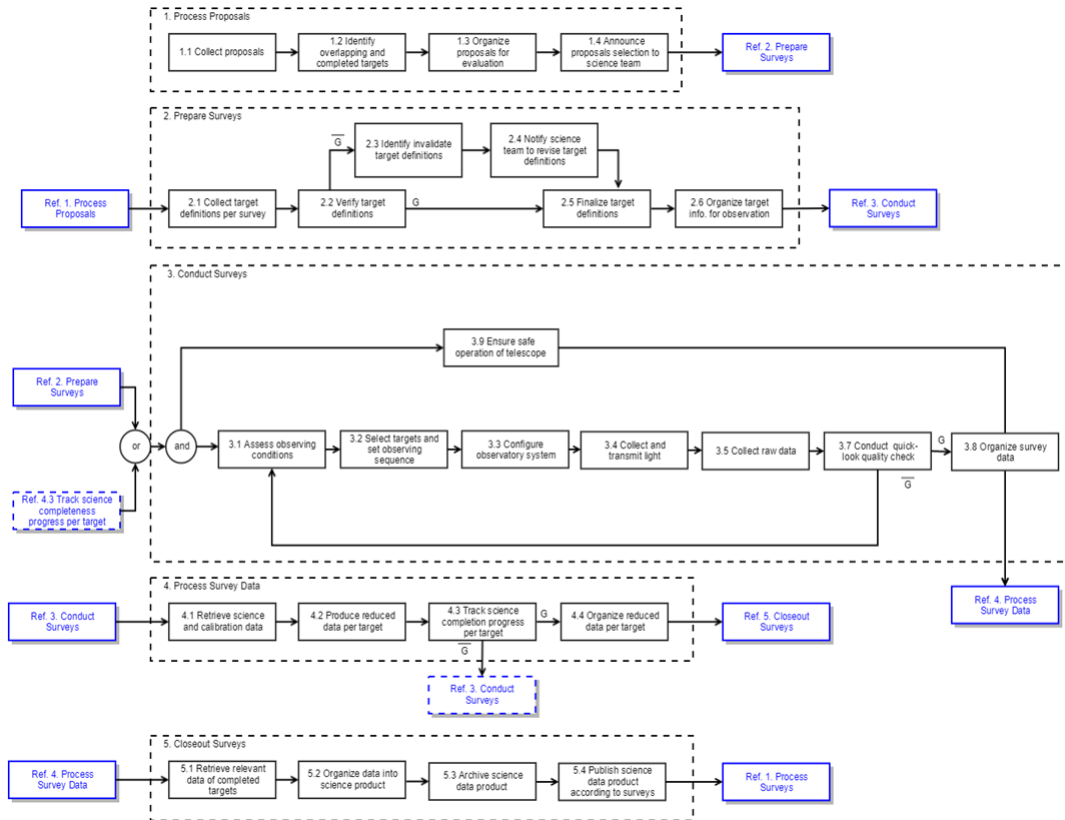 1. Process Proposals
1.1 Collect proposals
1.2 Identify
overlapping and
completed targets
1.3 Organize
proposals for
evaluation
1.4 Announce
proposals selection to
science team
Ref. 2. Prepare
Surveys
2. Prepare Surveys
G
2.3 Identify invalidate
target definitions
2.4 Notify science
team to revise target
definitions
Ref. 1. Process
Proposals
2.1 Collect target
definitions per survey
2.2 Verify target
definitions
G
2.5 Finalize target
definitions
2.6 Organize target
info. for observation
Ref. 3. Conduct
Surveys
3. Conduct Surveys
3.9 Ensure safe
operation of telescope
Ref. 2. Prepare
Surveys
or
and
3.1 Assess observing
conditions
3.2 Select targets and
set observing
sequence
3.3 Configure
observatory system
3.4 Collect and
transmit light
3.5 Collect raw data
3.7 Conduct quick-
look quality check
G
G
3.8 Organize survey
data
Ref. 4.3 Track science
completeness
progress per target
4. Process Survey Data
Ref. 3. Conduct
Surveys
4.1 Retrieve science
and calibration data
4.2 Produce reduced
data per target
4.3 Track science
completion progress
per target
G
G
4.4 Organize reduced
data per target
Ref. 5. Closeout
Surveys
Ref. 4. Process
Survey Data
Ref. 3. Conduct
Surveys
5. Closeout Surveys
Ref. 4. Process
Survey Data
5.1 Retrieve relevant
data of completed
targets
5.2 Organize data into
science product
5.3 Archive science
data product
5.4 Publish science
data product
according to surveys
Ref. 1. Process
Surveys